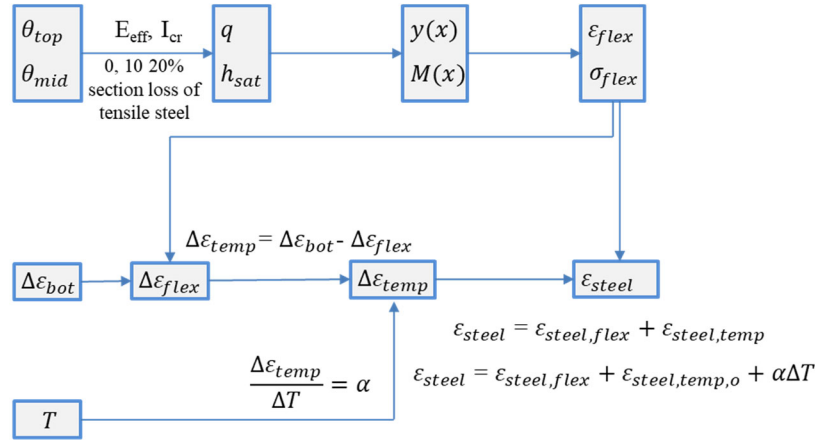 θ_top
θ_mid
E_eff, I_cr
0, 10 20%
section loss of
tensile steel
q
h_sat
y(x)
M(x)
ε_flex
σ_flex
Δε_temp = Δε_bot - Δε_flex
Δε_bot
Δε_flex
Δε_temp
ε_steel
ε_steel = ε_steel,flex + ε_steel,temp
Δε_temp/ΔT = α
ε_steel = ε_steel,flex + ε_steel,temp,o + αΔT
T